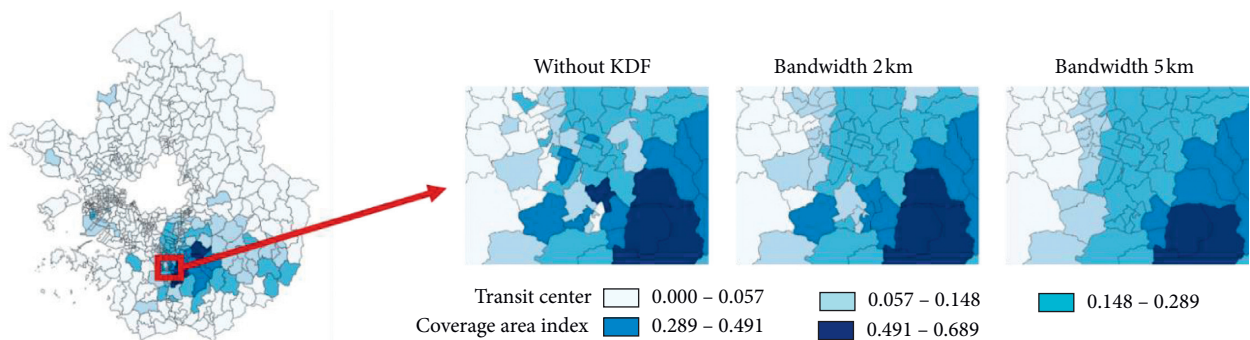 Without KDF
Bandwidth 2 km
Bandwidth 5 km
Transit center 0.000 – 0.057 0.057 – 0.148 0.148 – 0.289
Coverage area index 0.289 – 0.491 0.491 – 0.689